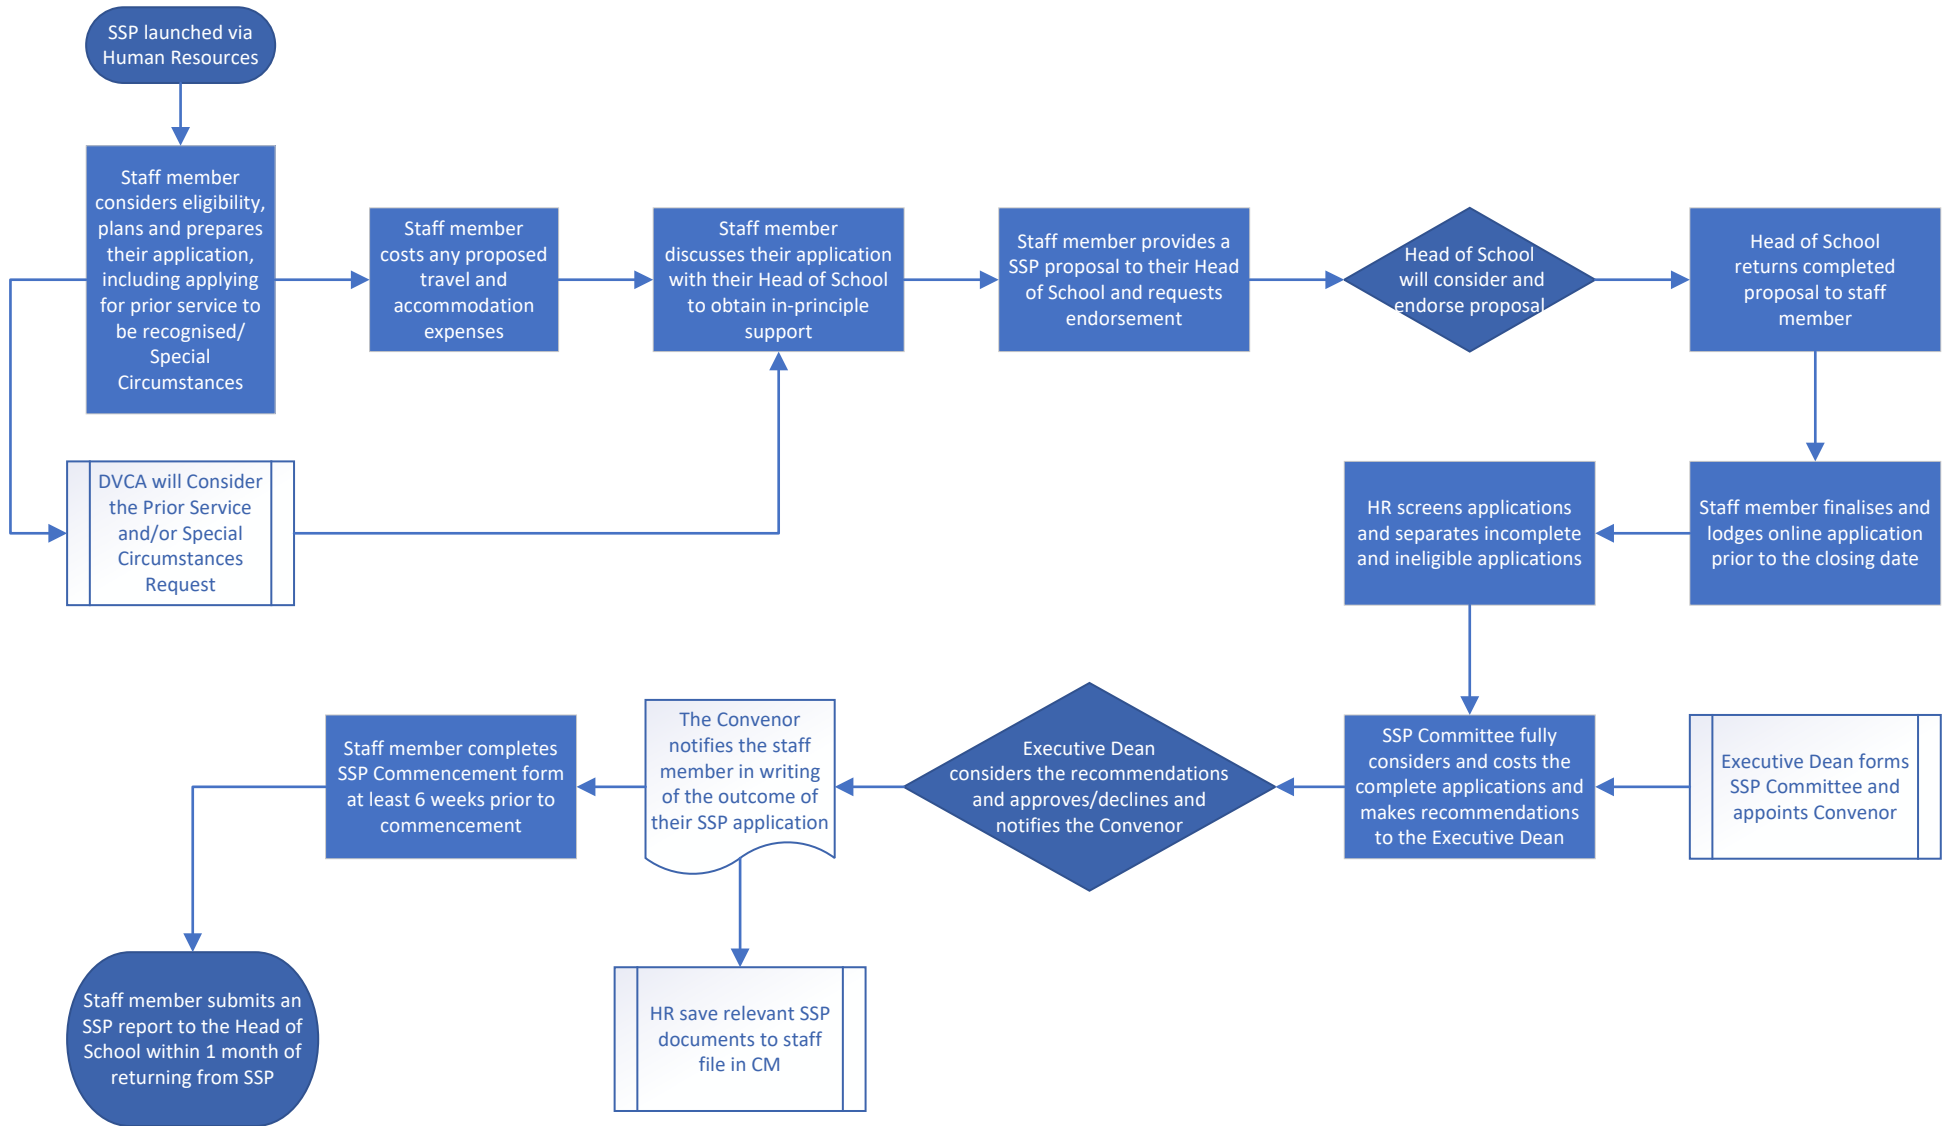 SSP launched via
Human Resources
Staff member
considers eligibility,
plans and prepares
their application,
including applying
for prior service to
be recognised/
Special
Circumstances
Staff member
costs any proposed
travel and
accommodation
expenses
Staff member
discusses their application
with their Head of School
to obtain in-principle
support
Staff member provides a
SSP proposal to their Head
of School and requests
endorsement
Head of School
will consider and
endorse proposal
Head of School
returns completed
proposal to staff
member
DVCA will Consider
the Prior Service
and/or Special
Circumstances
Request
HR screens applications
and separates incomplete
and ineligible applications
Staff member finalises and
lodges online application
prior to the closing date
Staff member completes
SSP Commencement form
at least 6 weeks prior to
commencement
The Convenor
notifies the staff
member in writing
of the outcome of
their SSP application
Executive Dean
considers the recommendations
and approves/declines and
notifies the Convenor
SSP Committee fully
considers and costs the
complete applications and
makes recommendations
to the Executive Dean
Executive Dean forms
SSP Committee and
appoints Convenor
Staff member submits an
SSP report to the Head of
School within 1 month of
returning from SSP
HR save relevant SSP
documents to staff
file in CM